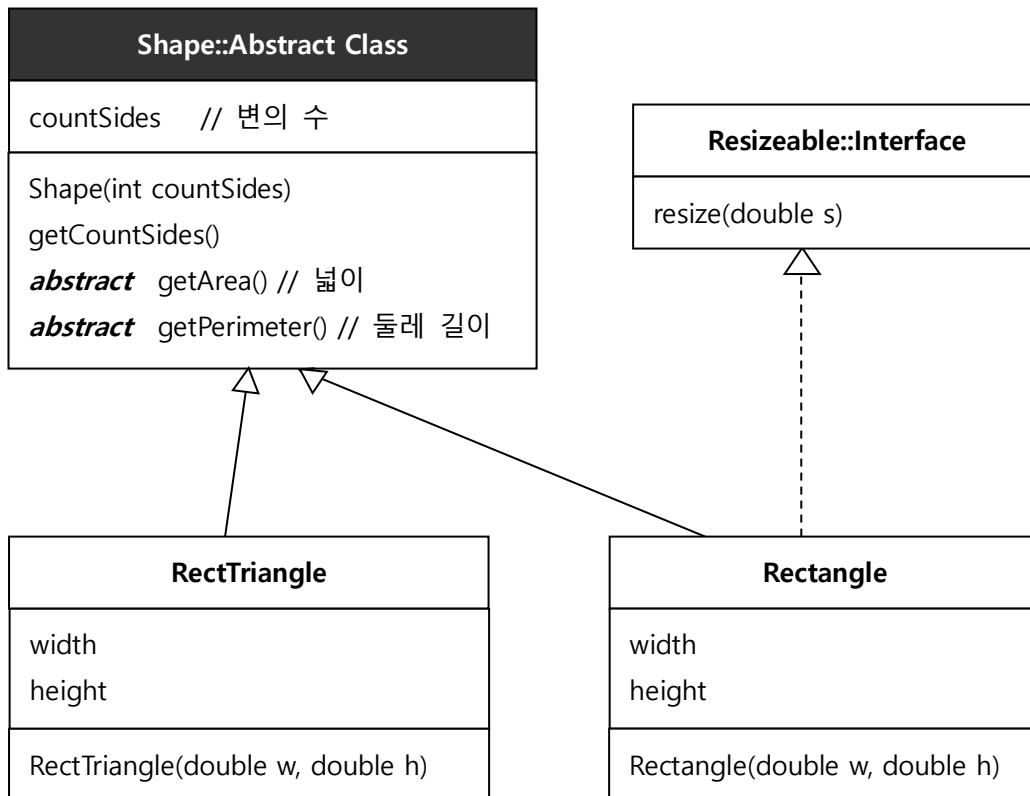 Shape::Abstract Class
countSides // 변의 수
Shape(int countSides)
getCountSides()
abstract getArea() // 넓이
abstract getPerimeter() // 둘레 길이
Resizeable::Interface
resize(double s)
RectTriangle
width
height
RectTriangle(double w, double h)
Rectangle
width
height
Rectangle(double w, double h)